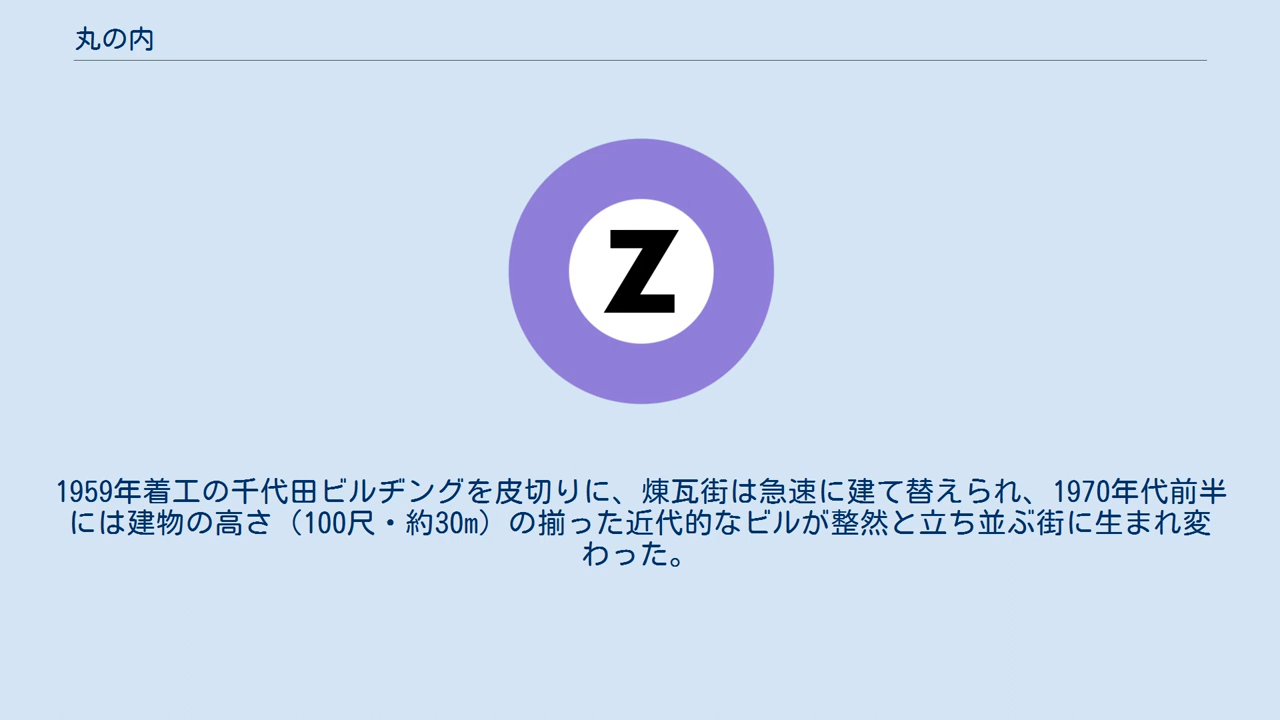 丸の内
Z
1959年着工の千代田ビルヂングを皮切りに、煉瓦街は急速に建て替えられ、1970年代前半
には建物の高さ（100尺・約30m）の揃った近代的なビルが整然と立ち並ぶ街に生まれ変
わった。